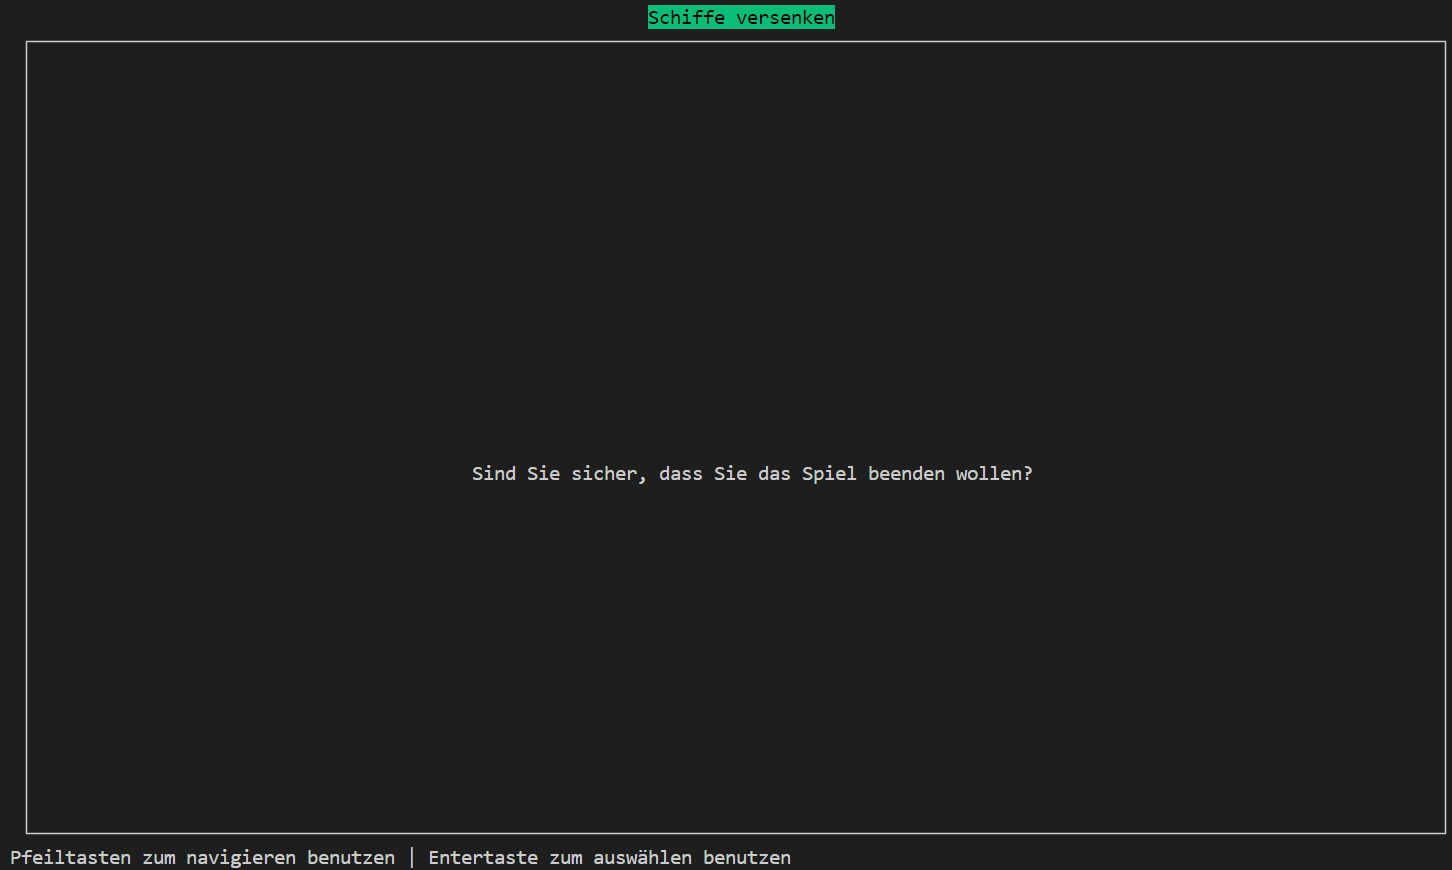 Schiffe versenken
Sind Sie sicher, dass Sie das Spiel beenden wollen?
Pfeiltasten zum navigieren benutzen | Entertaste zum auswählen benutzen